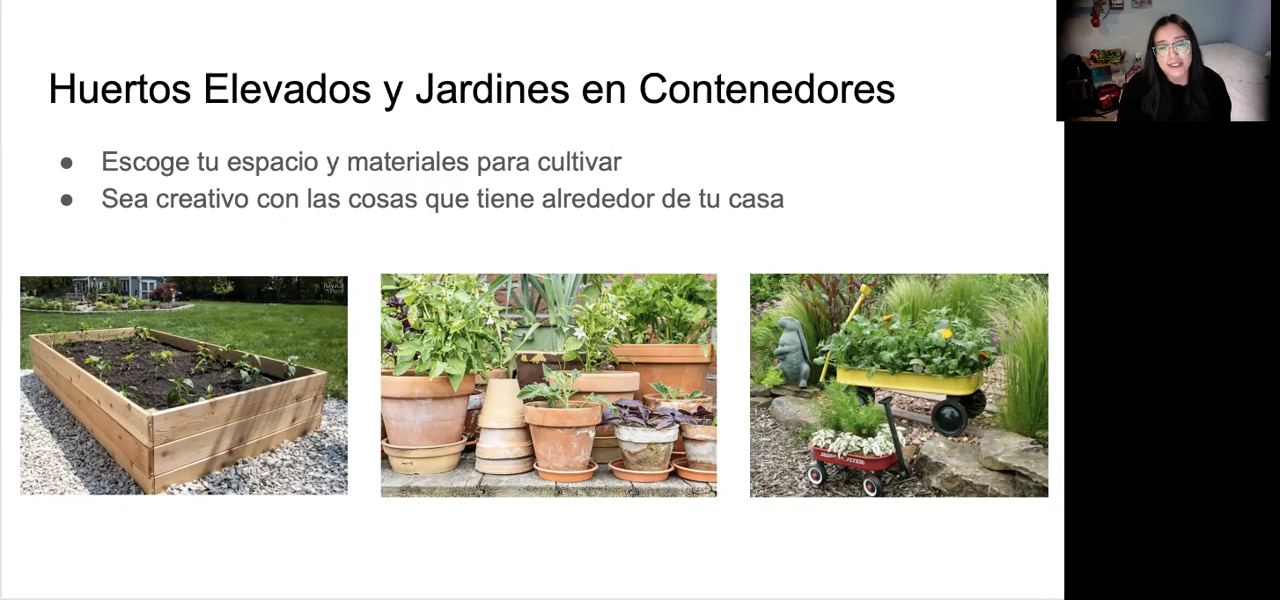 Huertos Elevados y Jardines en Contenedores
● Escoge tu espacio y materiales para cultivar
● Sea creativo con las cosas que tiene alrededor de tu casa